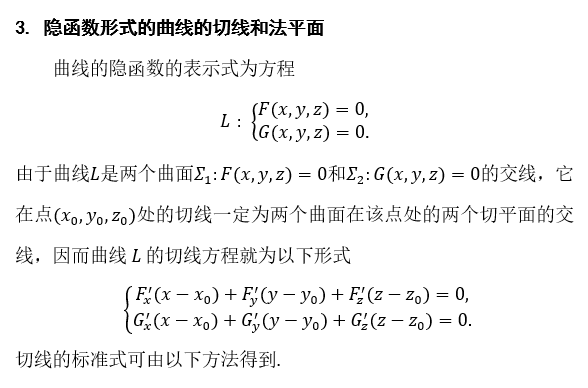 3. 隐函数形式的曲线的切线和法平面
曲线的隐函数的表示式为方程
L : { F(x, y, z) = 0,
G(x, y, z) = 0.
由于曲线L是两个曲面Σ₁: F(x, y, z) = 0和Σ₂: G(x, y, z) = 0的交线，它
在点(x₀, y₀, z₀)处的切线一定为两个曲面在该点处的两个切平面的交
线，因而曲线 L 的切线方程就为以下形式
{ F′ₓ(x − x₀) + F′_y(y − y₀) + F′_z(z − z₀) = 0,
G′ₓ(x − x₀) + G′_y(y − y₀) + G′_z(z − z₀) = 0.
切线的标准式可由以下方法得到.